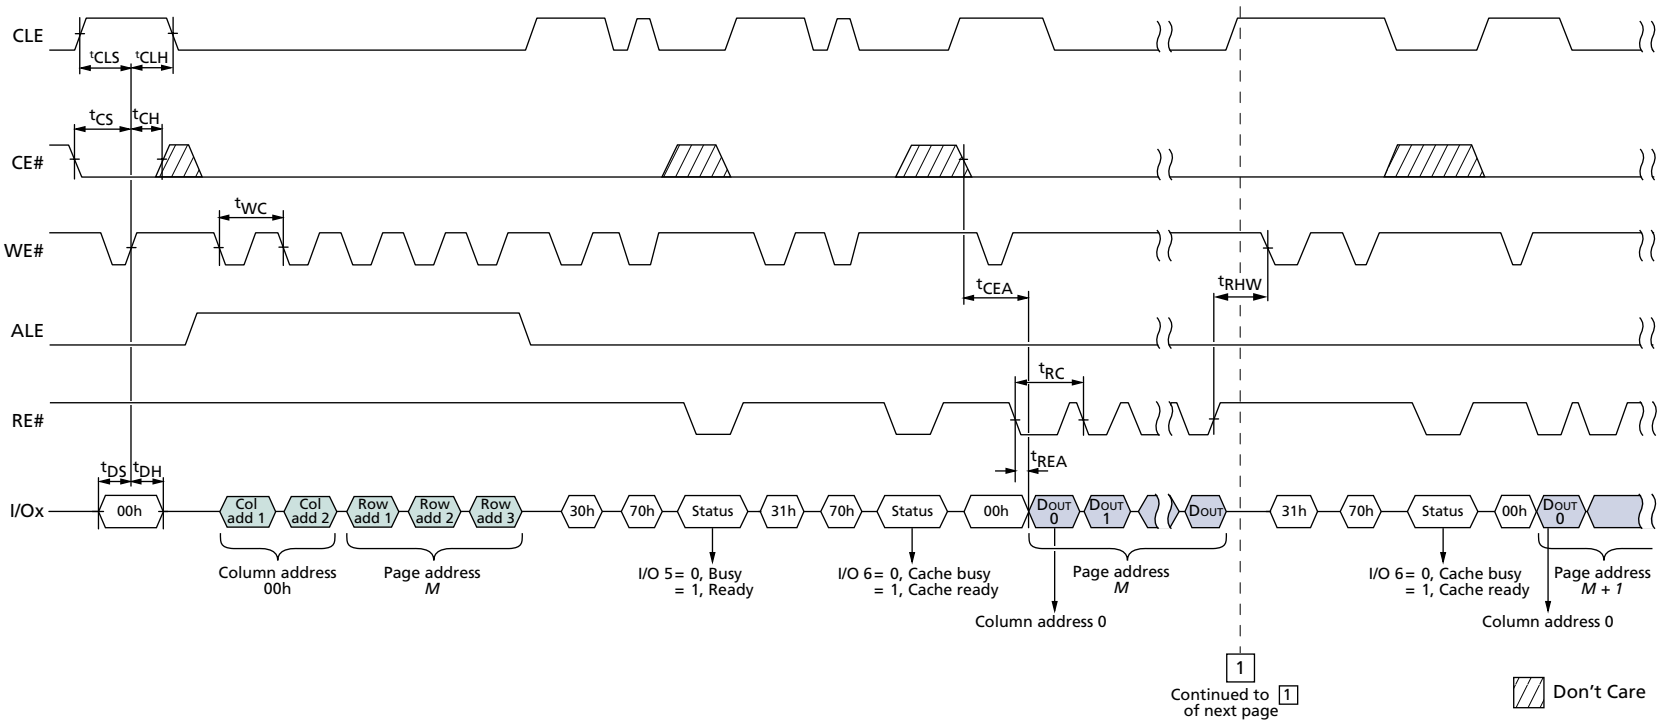 CLE
tCLS tCLH
tCS tCH
CE#
tWC
WE#
tCEA
tRHW
ALE
tRC
RE#
tREA
tDS tDH
I/Ox
00h
Col add 1
Col add 2
Row add 1
Row add 2
Row add 3
30h
70h
Status
31h
70h
Status
00h
DOUT 0
DOUT 1
DOUT
31h
70h
Status
00h
DOUT 0
Column address
00h
Page address
M
I/O 5 = 0, Busy
= 1, Ready
I/O 6 = 0, Cache busy
= 1, Cache ready
Page address
M
Column address 0
I/O 6 = 0, Cache busy
= 1, Cache ready
Page address
M + 1
Column address 0
1
Continued to 1
of next page
Don't Care